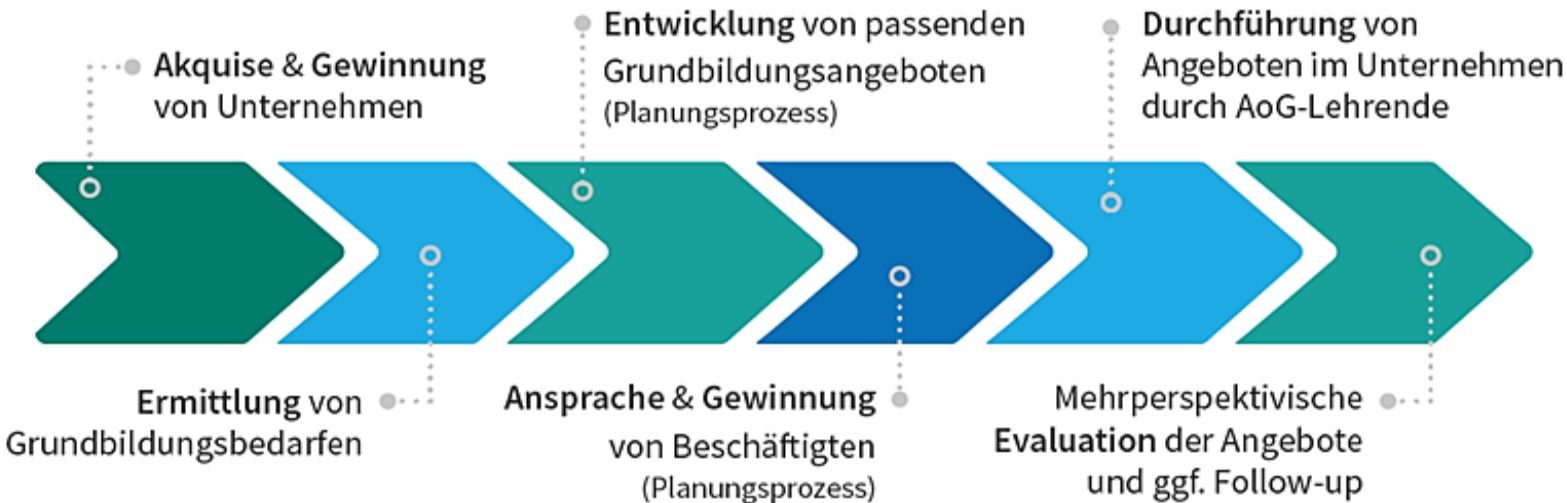 Akquise & Gewinnung
von Unternehmen
Ermittlung von
Grundbildungsbedarfen
Entwicklung von passenden
Grundbildungsangeboten
(Planungsprozess)
Ansprache & Gewinnung
von Beschäftigten
(Planungsprozess)
Durchführung von
Angeboten im Unternehmen
durch AoG-Lehrende
Mehrperspektivische
Evaluation der Angebote
und ggf. Follow-up